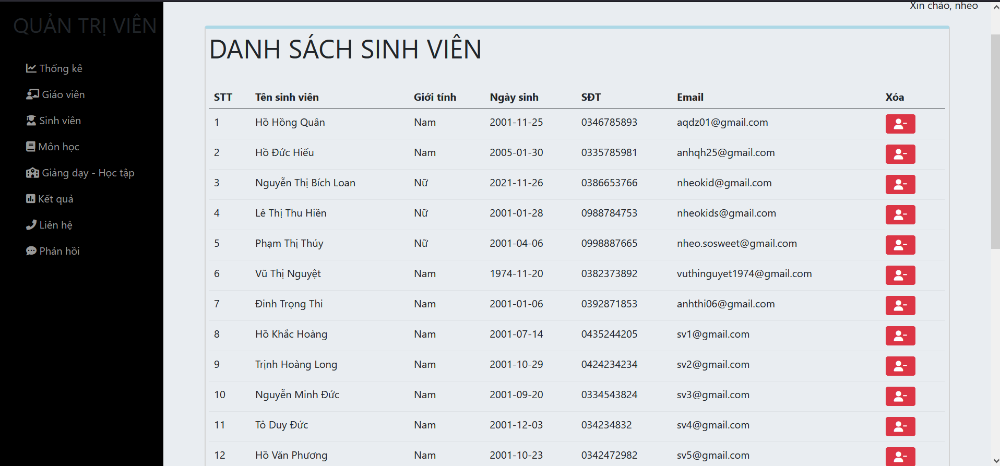 Xin chào, nheo
QUẢN TRỊ VIÊN
Thống kê
Giáo viên
Sinh viên
Môn học
Giảng dạy - Học tập
Kết quả
Liên hệ
Phản hồi
DANH SÁCH SINH VIÊN
STT Tên sinh viên Giới tính Ngày sinh SĐT Email Xóa
1 Hồ Hồng Quân Nam 2001-11-25 0346785893 aqdz01@gmail.com
2 Hồ Đức Hiếu Nam 2005-01-30 0335785981 anhqh25@gmail.com
3 Nguyễn Thị Bích Loan Nữ 2021-11-26 0386653766 nheokid@gmail.com
4 Lê Thị Thu Hiền Nữ 2001-01-28 0988784753 nheokids@gmail.com
5 Phạm Thị Thúy Nữ 2001-04-06 0998887665 nheo.sosweet@gmail.com
6 Vũ Thị Nguyệt Nam 1974-11-20 0382373892 vuthinguyet1974@gmail.com
7 Đinh Trọng Thi Nam 2001-01-06 0392871853 anhthi06@gmail.com
8 Hồ Khắc Hoàng Nam 2001-07-14 0435244205 sv1@gmail.com
9 Trịnh Hoàng Long Nam 2001-10-29 0424234234 sv2@gmail.com
10 Nguyễn Minh Đức Nam 2001-09-20 0334543824 sv3@gmail.com
11 Tô Duy Đức Nam 2001-12-03 034234832 sv4@gmail.com
12 Hồ Văn Phương Nam 2001-10-23 0342472982 sv5@gmail.com